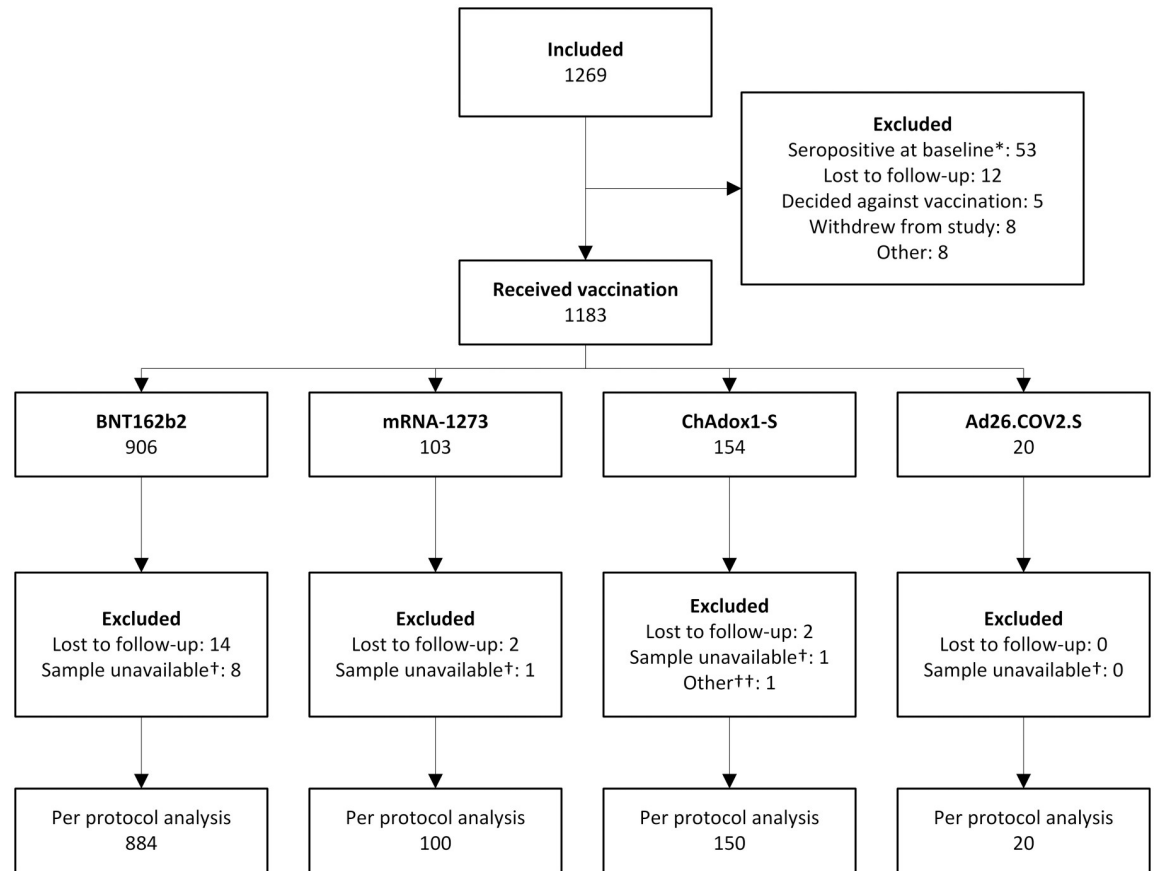 Included
1269
Excluded
Seropositive at baseline*: 53
Lost to follow-up: 12
Decided against vaccination: 5
Withdrew from study: 8
Other: 8
Received vaccination
1183
BNT162b2
906
mRNA-1273
103
ChAdox1-S
154
Ad26.COV2.S
20
Excluded
Lost to follow-up: 14
Sample unavailable†: 8
Excluded
Lost to follow-up: 2
Sample unavailable†: 1
Excluded
Lost to follow-up: 2
Sample unavailable†: 1
Other††: 1
Excluded
Lost to follow-up: 0
Sample unavailable†: 0
Per protocol analysis
884
Per protocol analysis
100
Per protocol analysis
150
Per protocol analysis
20